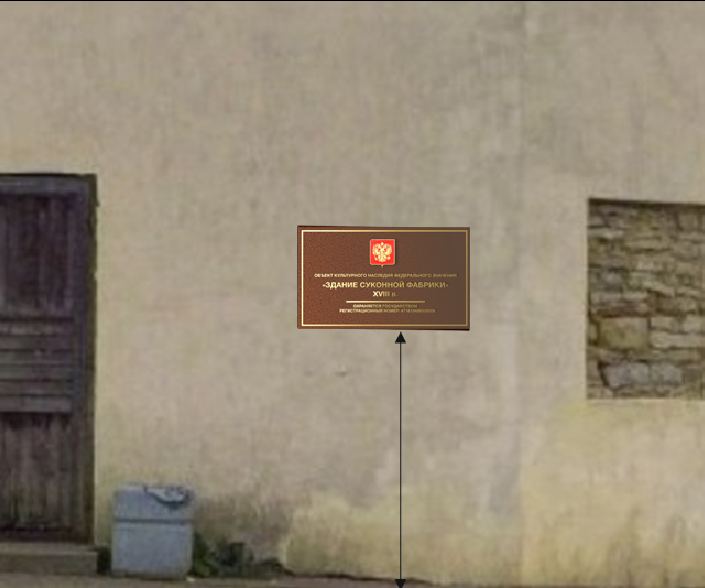 ОБЪЕКТ КУЛЬТУРНОГО НАСЛЕДИЯ ФЕДЕРАЛЬНОГО ЗНАЧЕНИЯ
«ЗДАНИЕ СУКОННОЙ ФАБРИКИ»
XVIII в.
ОХРАНЯЕТСЯ ГОСУДАРСТВОМ
РЕГИСТРАЦИОННЫЙ НОМЕР